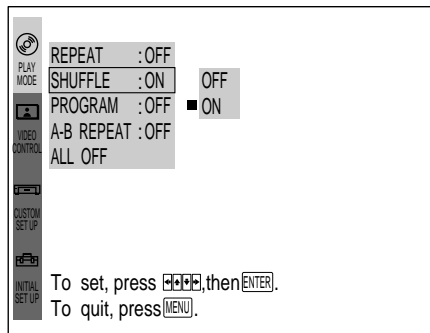 PLAY
MODE
VIDEO
CONTROL
CUSTOM
SET UP
INITIAL
SET UP
REPEAT :OFF
SHUFFLE :ON
PROGRAM :OFF
A-B REPEAT :OFF
ALL OFF
OFF
ON
To set, press ,then ENTER.
To quit, press MENU.